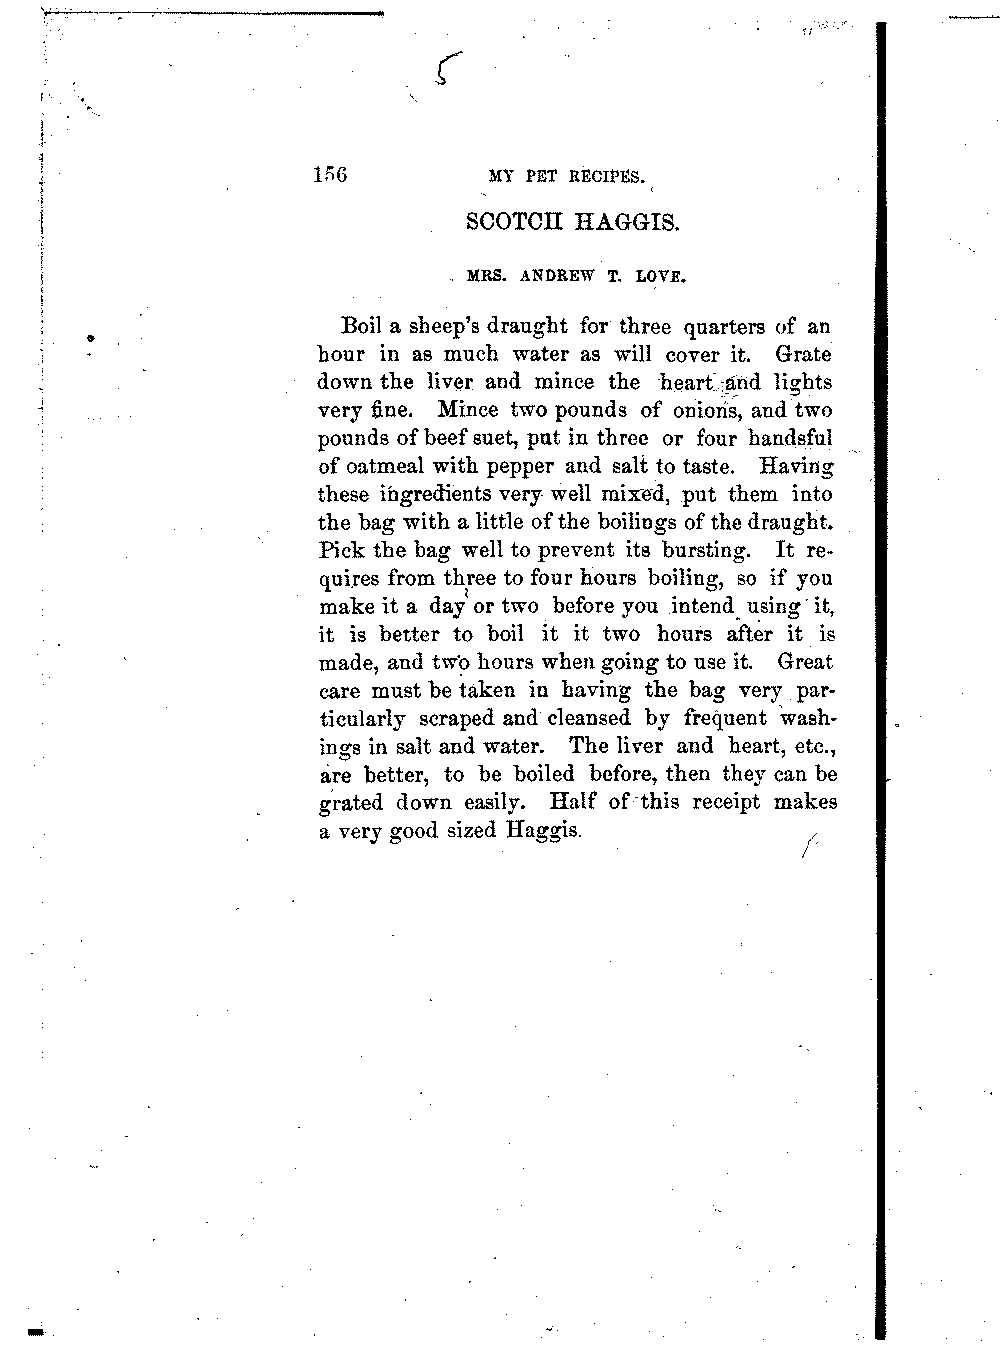 5
156 MY PET RECIPES.
SCOTCH HAGGIS.
MRS. ANDREW T. LOVE.
Boil a sheep's draught for three quarters of an
hour in as much water as will cover it. Grate
down the liver and mince the heart and lights
very fine. Mince two pounds of onions, and two
pounds of beef suet, put in three or four handsful
of oatmeal with pepper and salt to taste. Having
these ingredients very well mixed, put them into
the bag with a little of the boilings of the draught.
Pick the bag well to prevent its bursting. It re-
quires from three to four hours boiling, so if you
make it a day or two before you intend using it,
it is better to boil it it two hours after it is
made, and two hours when going to use it. Great
care must be taken in having the bag very par-
ticularly scraped and cleansed by frequent wash-
ings in salt and water. The liver and heart, etc.,
are better, to be boiled before, then they can be
grated down easily. Half of this receipt makes
a very good sized Haggis.